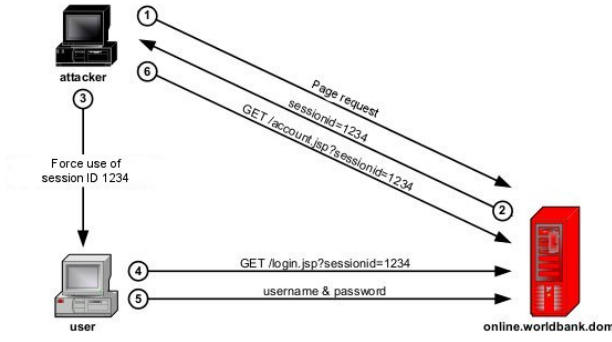 1
attacker
6
3
Page request
sessionid=1234
GET /account.jsp?sessionid=1234
Force use of
session ID 1234
2
4
GET /login.jsp?sessionid=1234
5
username & password
user
online.worldbank.dom